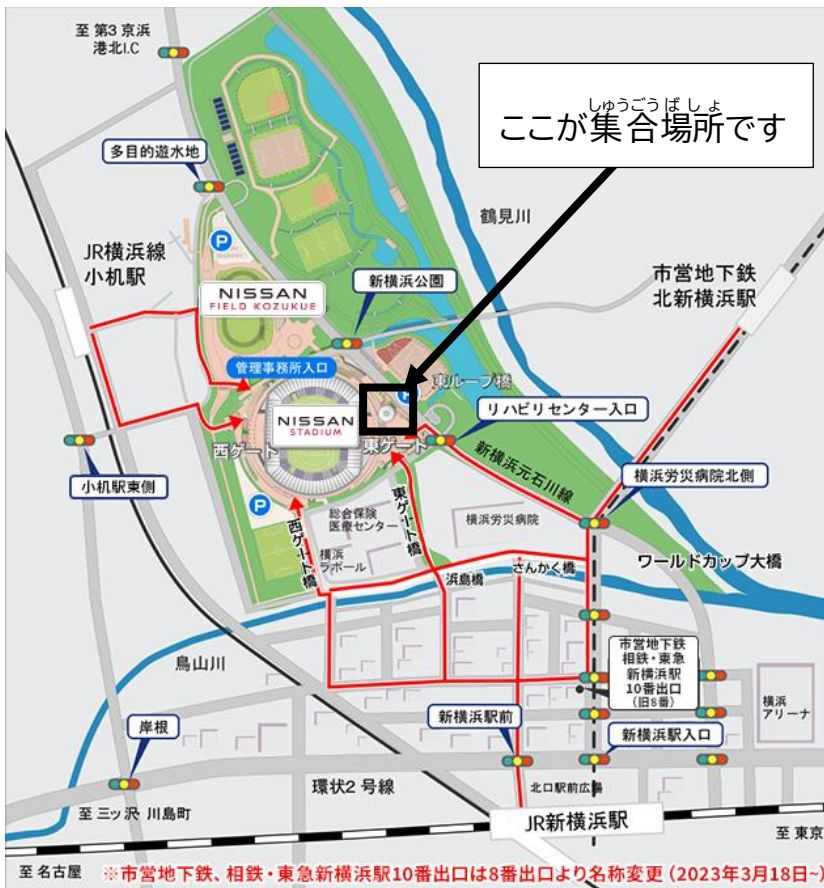 至 第3 京浜
港北I.C
しゅうごうばしょ
ここが集合場所です
多目的遊水地
鶴見川
P
JR横浜線
小机駅
NISSAN
FIELD KOZUKUE
新横浜公園
市営地下鉄
北新横浜駅
管理事務所入口
東ループ橋
P
NISSAN
STADIUM
リハビリセンター入口
西ゲート
東ゲート
新横浜元石川線
小机駅東側
横浜労災病院北側
P
総合保険
医療センター
東ゲート橋
横浜労災病院
西ゲート橋
横浜
ラポール
浜鳥橋
さんかく橋
ワールドカップ大橋
鳥山川
市営地下鉄
相鉄・東急
新横浜駅
10番出口
(旧8番)
横浜
アリーナ
岸根
新横浜駅前
新横浜駅入口
環状2 号線
北口駅前広場
至 三ッ沢 川島町
JR新横浜駅
至 東京
至 名古屋
※市営地下鉄、相鉄・東急新横浜駅10番出口は8番出口より名称変更 (2023年3月18日~)